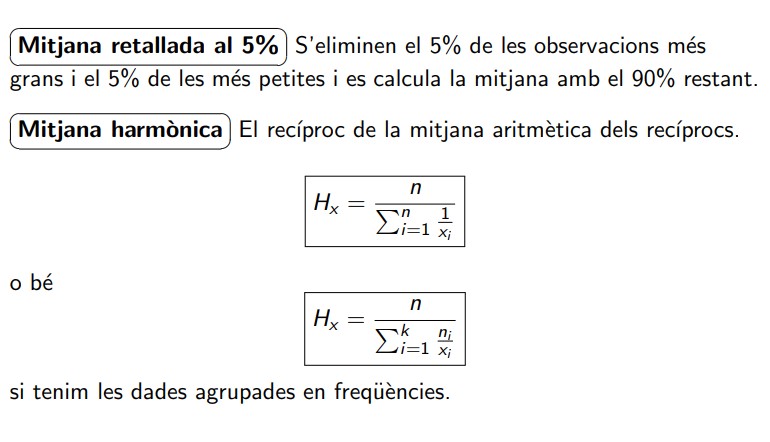 Mitjana retallada al 5% S'eliminen el 5% de les observacions més
grans i el 5% de les més petites i es calcula la mitjana amb el 90% restant.
Mitjana harmònica El recíproc de la mitjana aritmètica dels recíprocs.
H_x = \frac{n}{\sum_{i=1}^{n} \frac{1}{x_i}}
o bé
H_x = \frac{n}{\sum_{i=1}^{k} \frac{n_i}{x_i}}
si tenim les dades agrupades en freqüències.